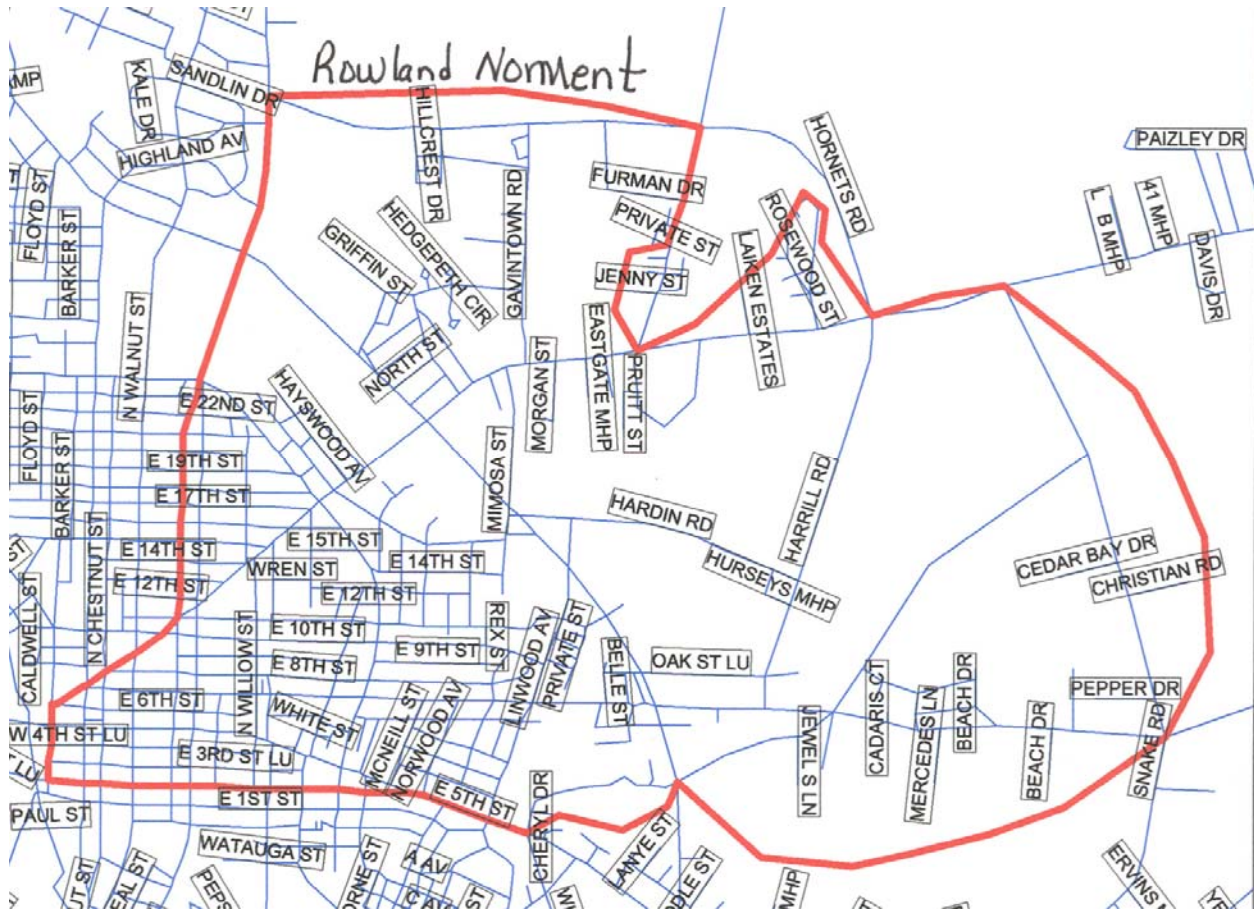 Rowland Norment
KALE DR
SANDLIN DR
HIGHLAND AV
HILLCREST DR
HORNETS RD
PAIZLEY DR
FLOYD ST
BARKER ST
FURMAN DR
PRIVATE ST
ROSEWOOD ST
L B MHP
41 MHP
DAVIS DR
GRIFFIN ST
HEDGEPETH CIR
GAVINTOWN RD
JENNY ST
LAIKEN ESTATES
N WALNUT ST
NORTH ST
MORGAN ST
EASTGATE MHP
PRUITT ST
E 22ND ST
HAYSWOOD AV
FLOYD ST
BARKER ST
E 19TH ST
E 17TH ST
MIMOSA ST
HARDIN RD
HARRILL RD
N CHESTNUT ST
E 14TH ST
E 15TH ST
E 14TH ST
WREN ST
E 12TH ST
E 12TH ST
HURSEYS MHP
CEDAR BAY DR
CHRISTIAN RD
CALDWELL ST
N WILLOW ST
E 10TH ST
E 9TH ST
E 8TH ST
REX ST
LINWOOD AV
PRIVATE ST
BELLE ST
OAK ST LU
E 6TH ST
WHITE ST
MCNEILL ST
NORWOOD AV
CADARIS CT
MERCEDES LN
BEACH DR
BEACH DR
PEPPER DR
SNAKE RD
W 4TH ST LU
E 3RD ST LU
JEWEL S LN
E 1ST ST
E 5TH ST
CHERYL DR
PAUL ST
WATAUGA ST
LANYE ST
A AV